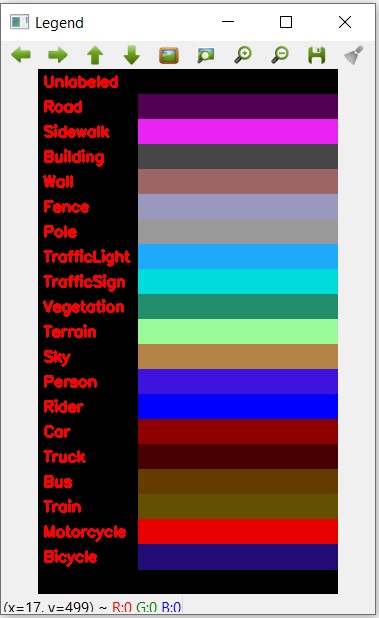 Legend
Unlabeled
Road
Sidewalk
Building
Wall
Fence
Pole
TrafficLight
TrafficSign
Vegetation
Terrain
Sky
Person
Rider
Car
Truck
Bus
Train
Motorcycle
Bicycle
(x=17, y=499) ~ R:0 G:0 B:0